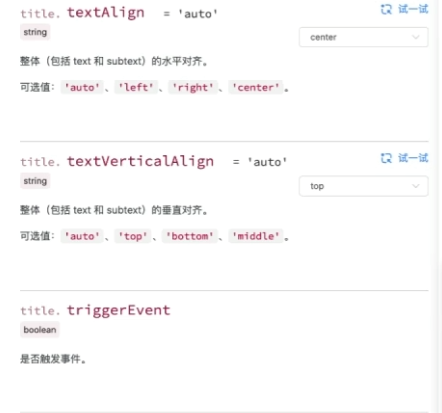 title. textAlign = 'auto' 试一试
string
center
整体（包括 text 和 subtext）的水平对齐。
可选值： 'auto'、 'left'、 'right'、 'center'。
title. textVerticalAlign = 'auto' 试一试
string
top
整体（包括 text 和 subtext）的垂直对齐。
可选值： 'auto'、 'top'、 'bottom'、 'middle'。
title. triggerEvent
boolean
是否触发事件。